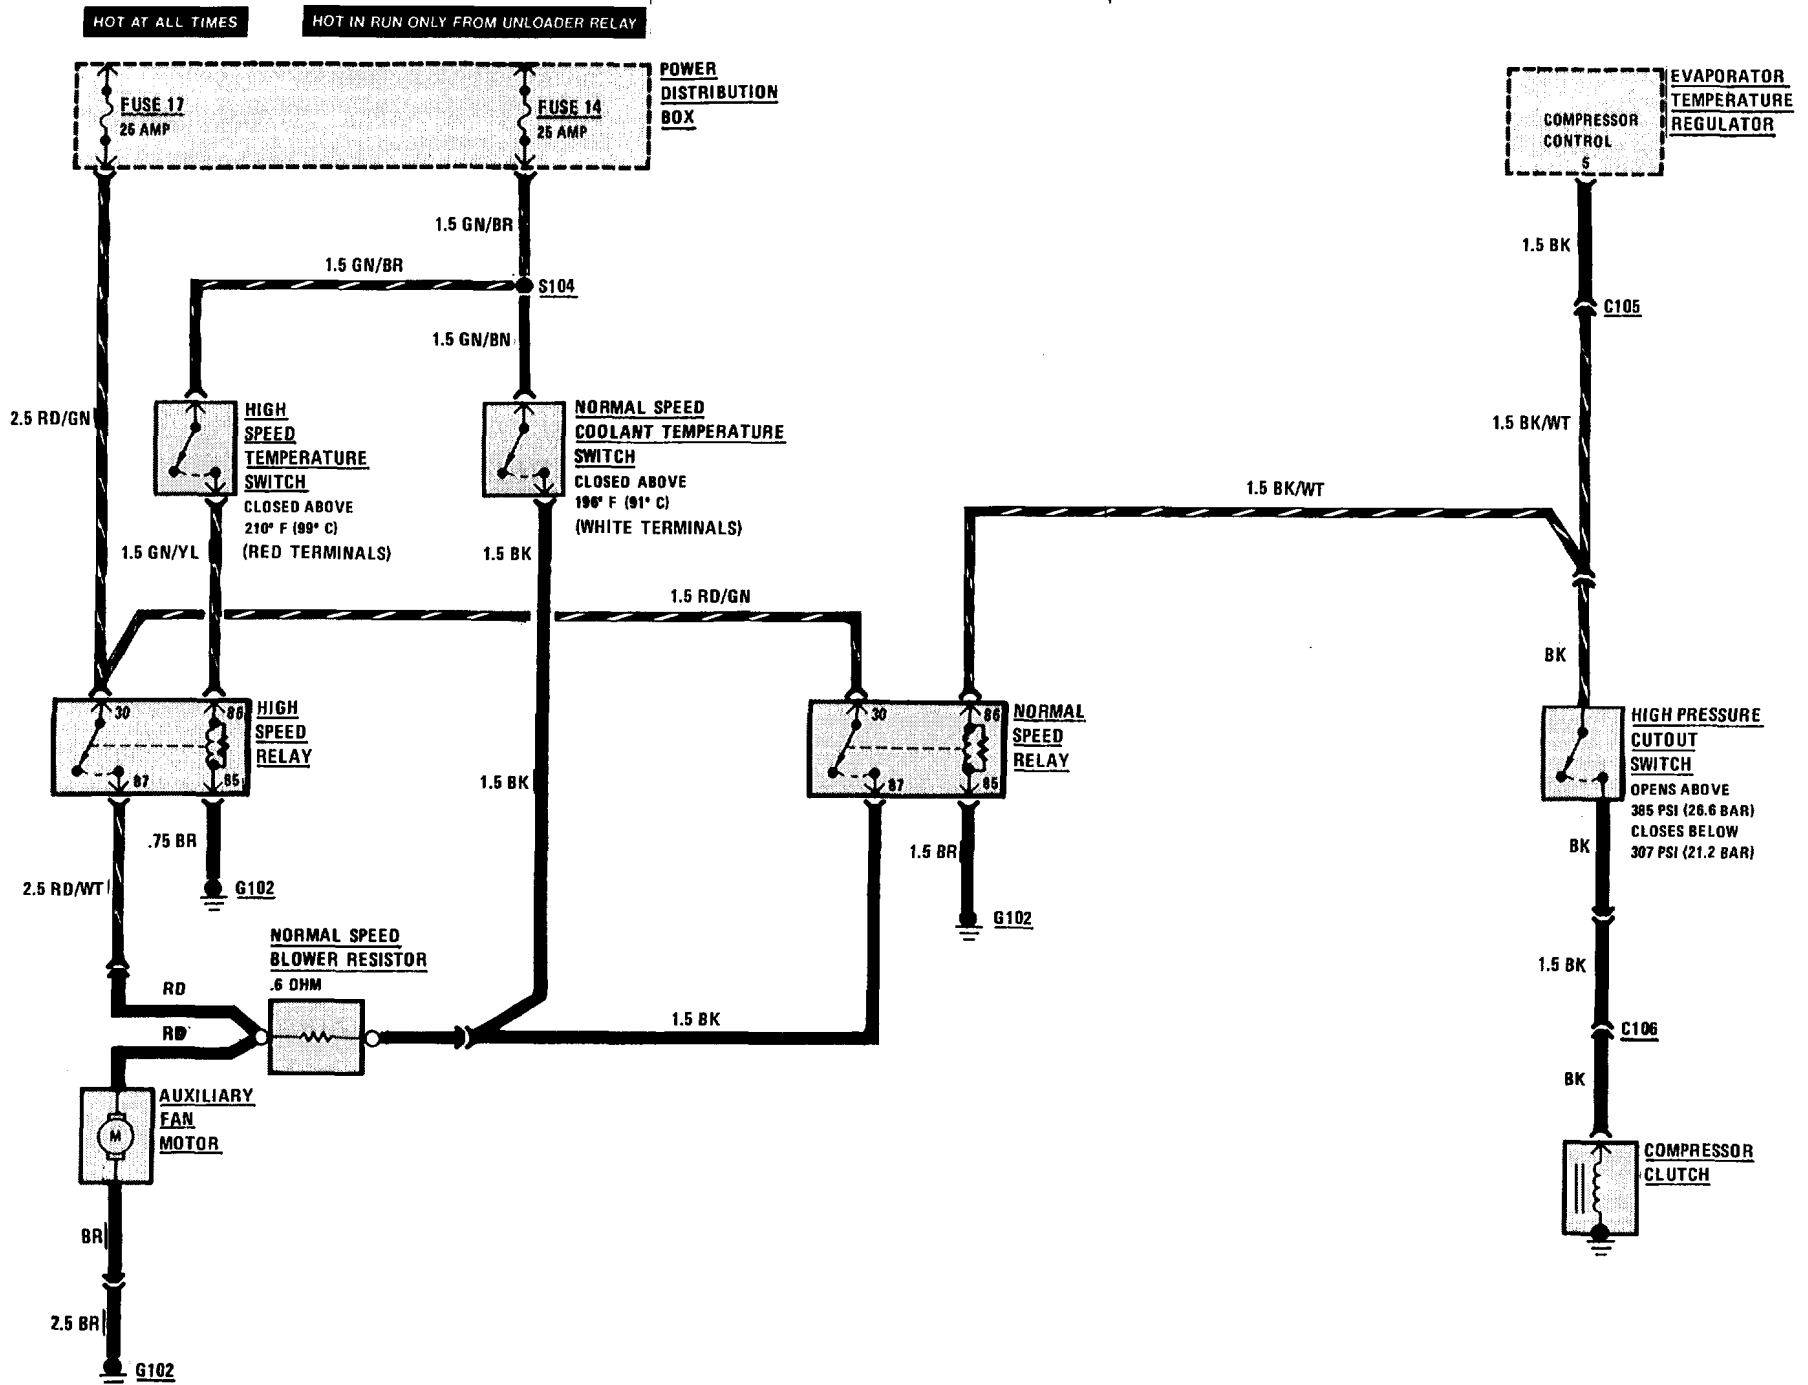 HOT AT ALL TIMES
HOT IN RUN ONLY FROM UNLOADER RELAY
POWER
DISTRIBUTION
BOX
FUSE 17
25 AMP
FUSE 14
25 AMP
EVAPORATOR
TEMPERATURE
REGULATOR
COMPRESSOR
CONTROL
5
1.5 GN/BR
1.5 BK
1.5 GN/BR
S104
C105
1.5 GN/BN
2.5 RD/GN
HIGH
SPEED
TEMPERATURE
SWITCH
CLOSED ABOVE
210° F (99° C)
(RED TERMINALS)
NORMAL SPEED
COOLANT TEMPERATURE
SWITCH
CLOSED ABOVE
196° F (91° C)
(WHITE TERMINALS)
1.5 BK/WT
1.5 BK/WT
1.5 GN/YL
1.5 BK
1.5 RD/GN
BK
30
86
87
85
HIGH
SPEED
RELAY
30
86
87
85
NORMAL
SPEED
RELAY
HIGH PRESSURE
CUTOUT
SWITCH
OPENS ABOVE
385 PSI (26.6 BAR)
CLOSES BELOW
307 PSI (21.2 BAR)
1.5 BK
.75 BR
1.5 BR
BK
2.5 RD/WT
G102
G102
NORMAL SPEED
BLOWER RESISTOR
.6 OHM
1.5 BK
RD
RD
1.5 BK
C106
BK
AUXILIARY
FAN
MOTOR
M
COMPRESSOR
CLUTCH
BR
2.5 BR
G102